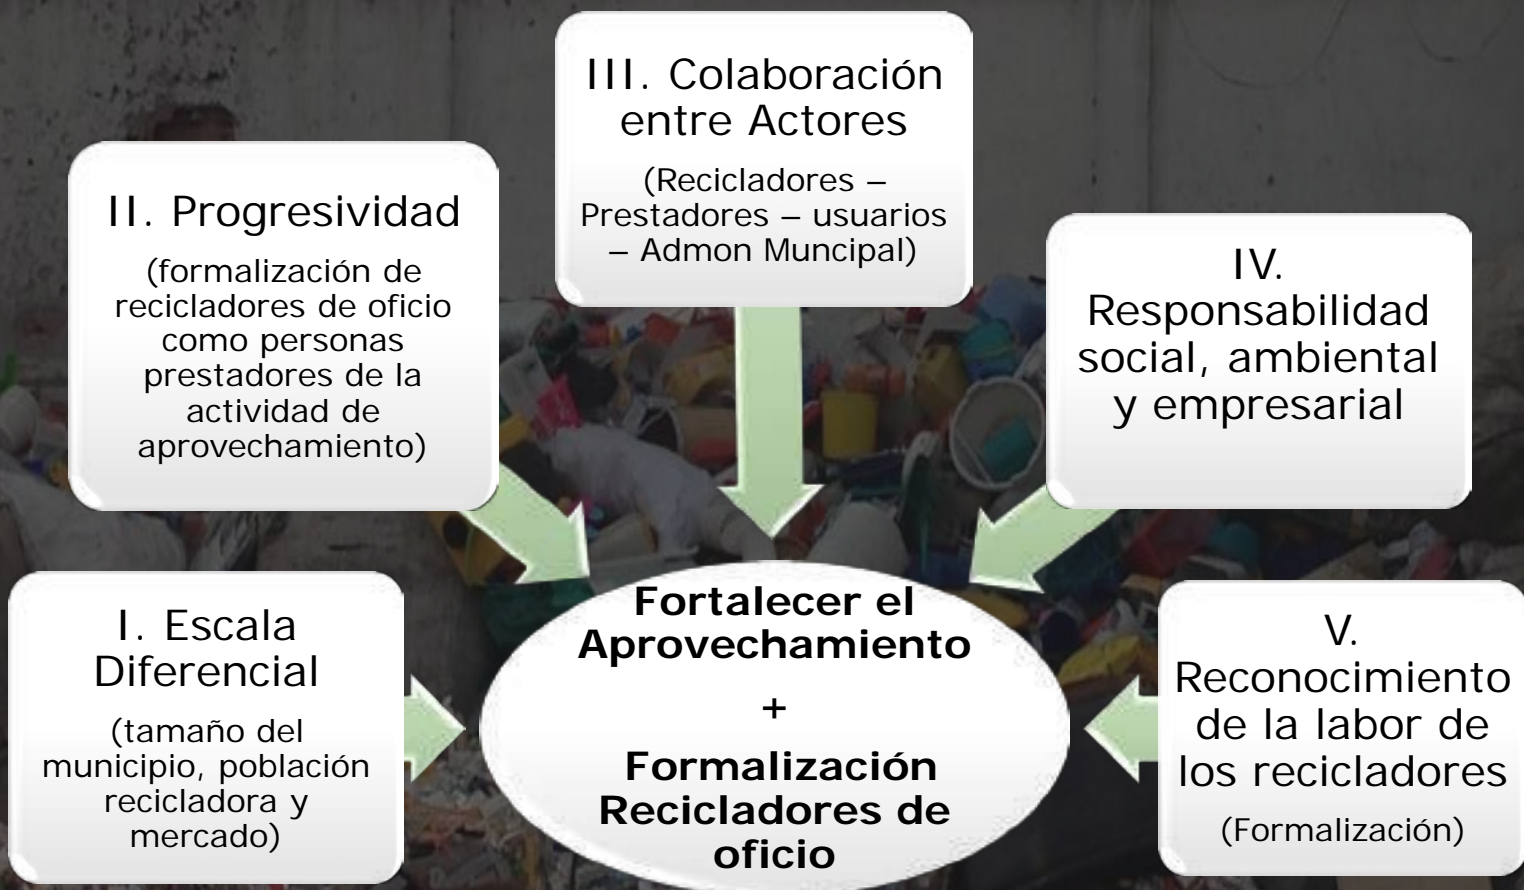 I. Escala
Diferencial
(tamaño del
municipio, población
recicladora y
mercado)
II. Progresividad
(formalización de
recicladores de oficio
como personas
prestadores de la
actividad de
aprovechamiento)
III. Colaboración
entre Actores
(Recicladores –
Prestadores – usuarios
– Admon Muncipal)
IV.
Responsabilidad
social, ambiental
y empresarial
V.
Reconocimiento
de la labor de
los recicladores
(Formalización)
Fortalecer el
Aprovechamiento
+
Formalización
Recicladores de
oficio